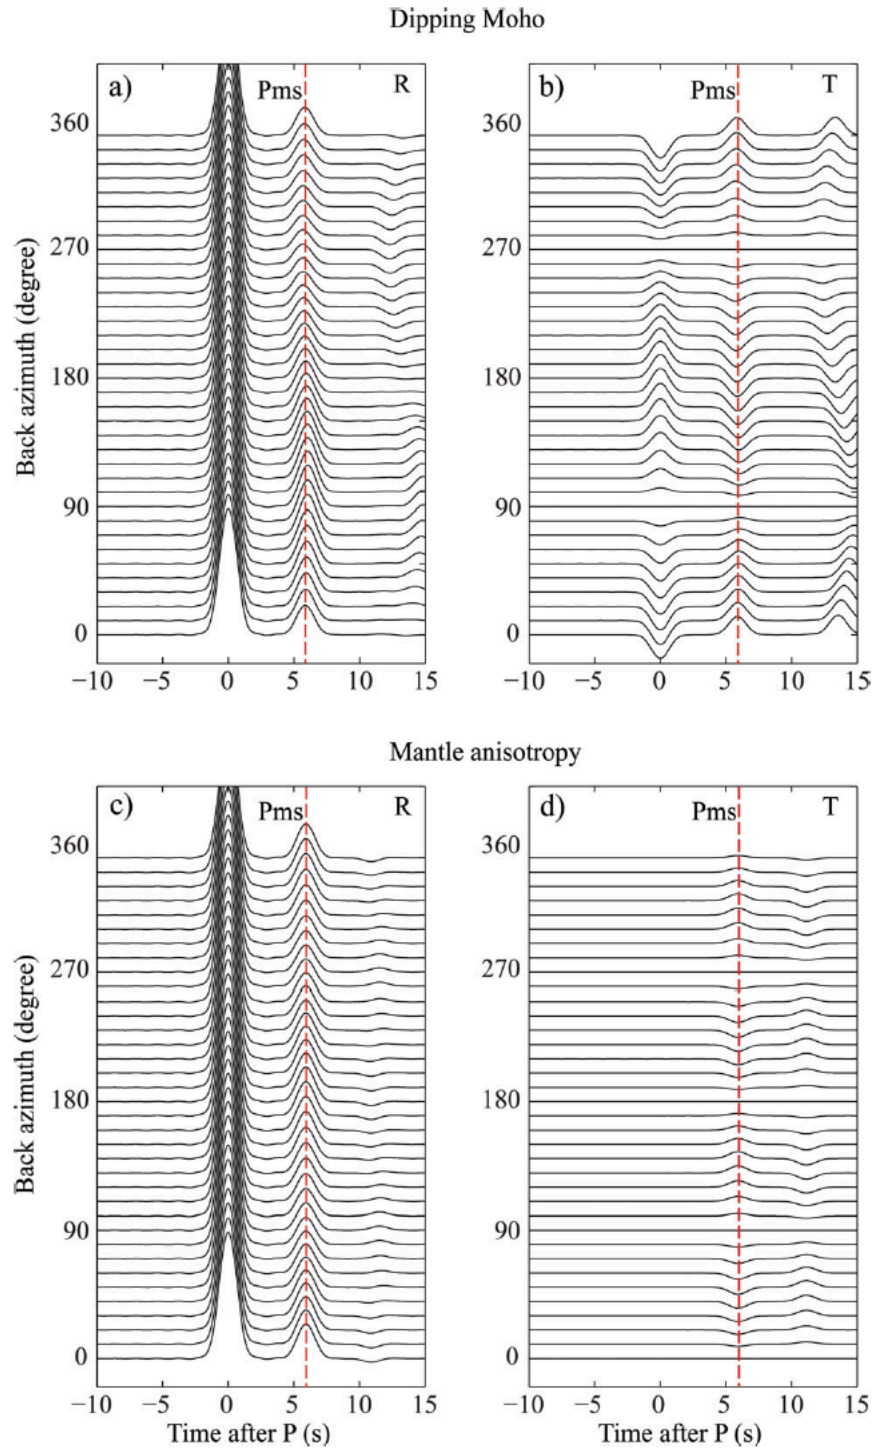 Dipping Moho
a) Pms R
b) Pms T
360
270
180
90
0
Back azimuth (degree)
−10 −5 0 5 10 15
−10 −5 0 5 10 15
Mantle anisotropy
c) Pms R
d) Pms T
360
270
180
90
0
360
270
180
90
0
360
270
180
90
0
Back azimuth (degree)
−10 −5 0 5 10 15
−10 −5 0 5 10 15
Time after P (s)
Time after P (s)